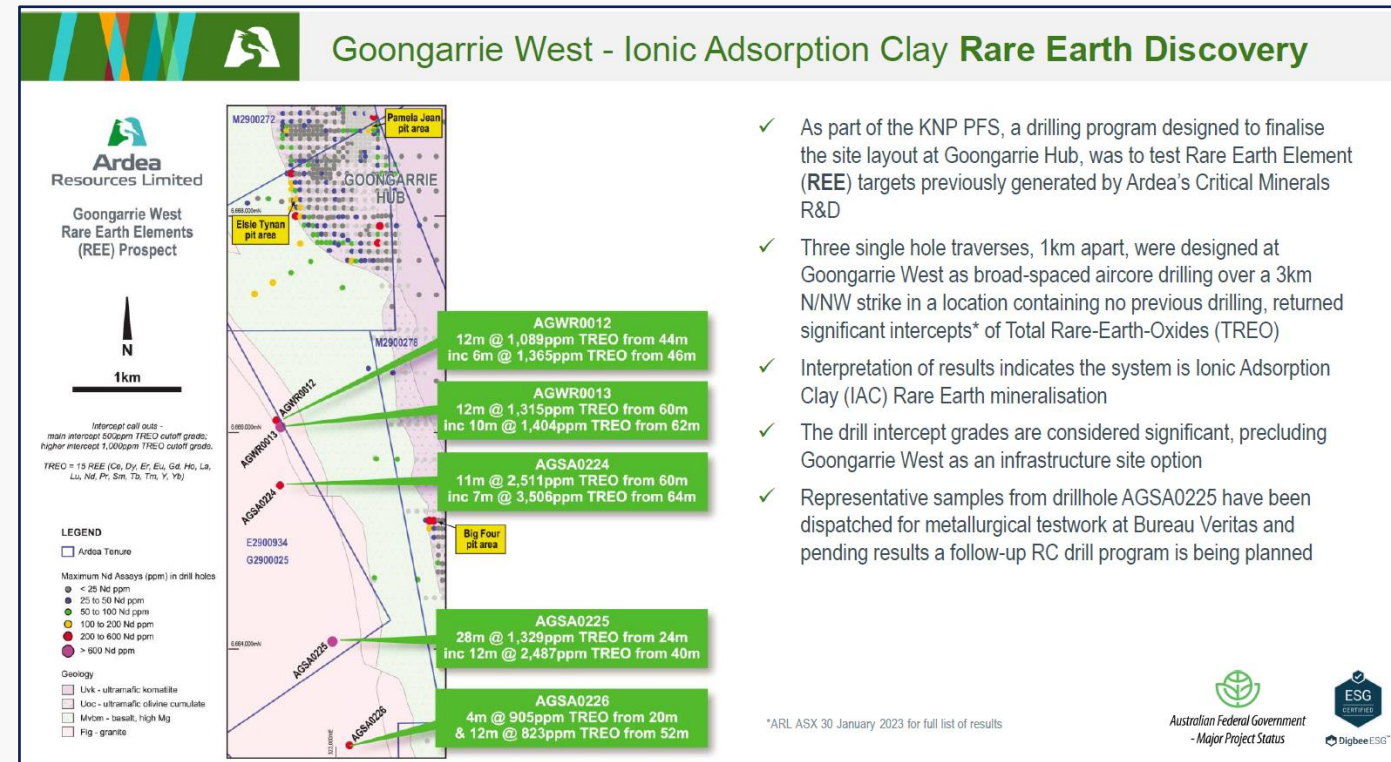 Goongarrie West - Ionic Adsorption Clay Rare Earth Discovery
Ardea
Resources Limited
Goongarrie West
Rare Earth Elements
(REE) Prospect
N
1km
Intercept call outs -
main intercept 500ppm TREO cutoff grade;
higher intercept 1,000ppm TREO cutoff grade.
TREO = 15 REE (Ce, Dy, Er, Eu, Gd, Ho, La,
Lu, Nd, Pr, Sm, Tb, Tm, Y, Yb)
LEGEND
Ardea Tenure
Maximum Nd Assays (ppm) in drill holes
< 25 Nd ppm
25 to 50 Nd ppm
50 to 100 Nd ppm
100 to 200 Nd ppm
200 to 600 Nd ppm
> 600 Nd ppm
Geology
Uvk - ultramafic komatiite
Uoc - ultramafic olivine cumulate
Mvbm - basalt, high Mg
Fig - granite
M2900272
Pamela Jean
pit area
GOONGARRIE
HUB
Elsie Tynan
pit area
M2900278
AGWR0012
AGWR0013
AGSA0224
E2900934
G2900025
Big Four
pit area
AGSA0225
AGSA0226
AGWR0012
12m @ 1,089ppm TREO from 44m
inc 6m @ 1,365ppm TREO from 46m
AGWR0013
12m @ 1,315ppm TREO from 60m
inc 10m @ 1,404ppm TREO from 62m
AGSA0224
11m @ 2,511ppm TREO from 60m
inc 7m @ 3,506ppm TREO from 64m
AGSA0225
28m @ 1,329ppm TREO from 24m
inc 12m @ 2,487ppm TREO from 40m
AGSA0226
4m @ 905ppm TREO from 20m
& 12m @ 823ppm TREO from 52m
✓ As part of the KNP PFS, a drilling program designed to finalise
the site layout at Goongarrie Hub, was to test Rare Earth Element
(REE) targets previously generated by Ardea's Critical Minerals
R&D
✓ Three single hole traverses, 1km apart, were designed at
Goongarrie West as broad-spaced aircore drilling over a 3km
N/NW strike in a location containing no previous drilling, returned
significant intercepts* of Total Rare-Earth-Oxides (TREO)
✓ Interpretation of results indicates the system is Ionic Adsorption
Clay (IAC) Rare Earth mineralisation
✓ The drill intercept grades are considered significant, precluding
Goongarrie West as an infrastructure site option
✓ Representative samples from drillhole AGSA0225 have been
dispatched for metallurgical testwork at Bureau Veritas and
pending results a follow-up RC drill program is being planned
*ARL ASX 30 January 2023 for full list of results
Australian Federal Government
- Major Project Status
ESG
CERTIFIED
DigbeeESG™